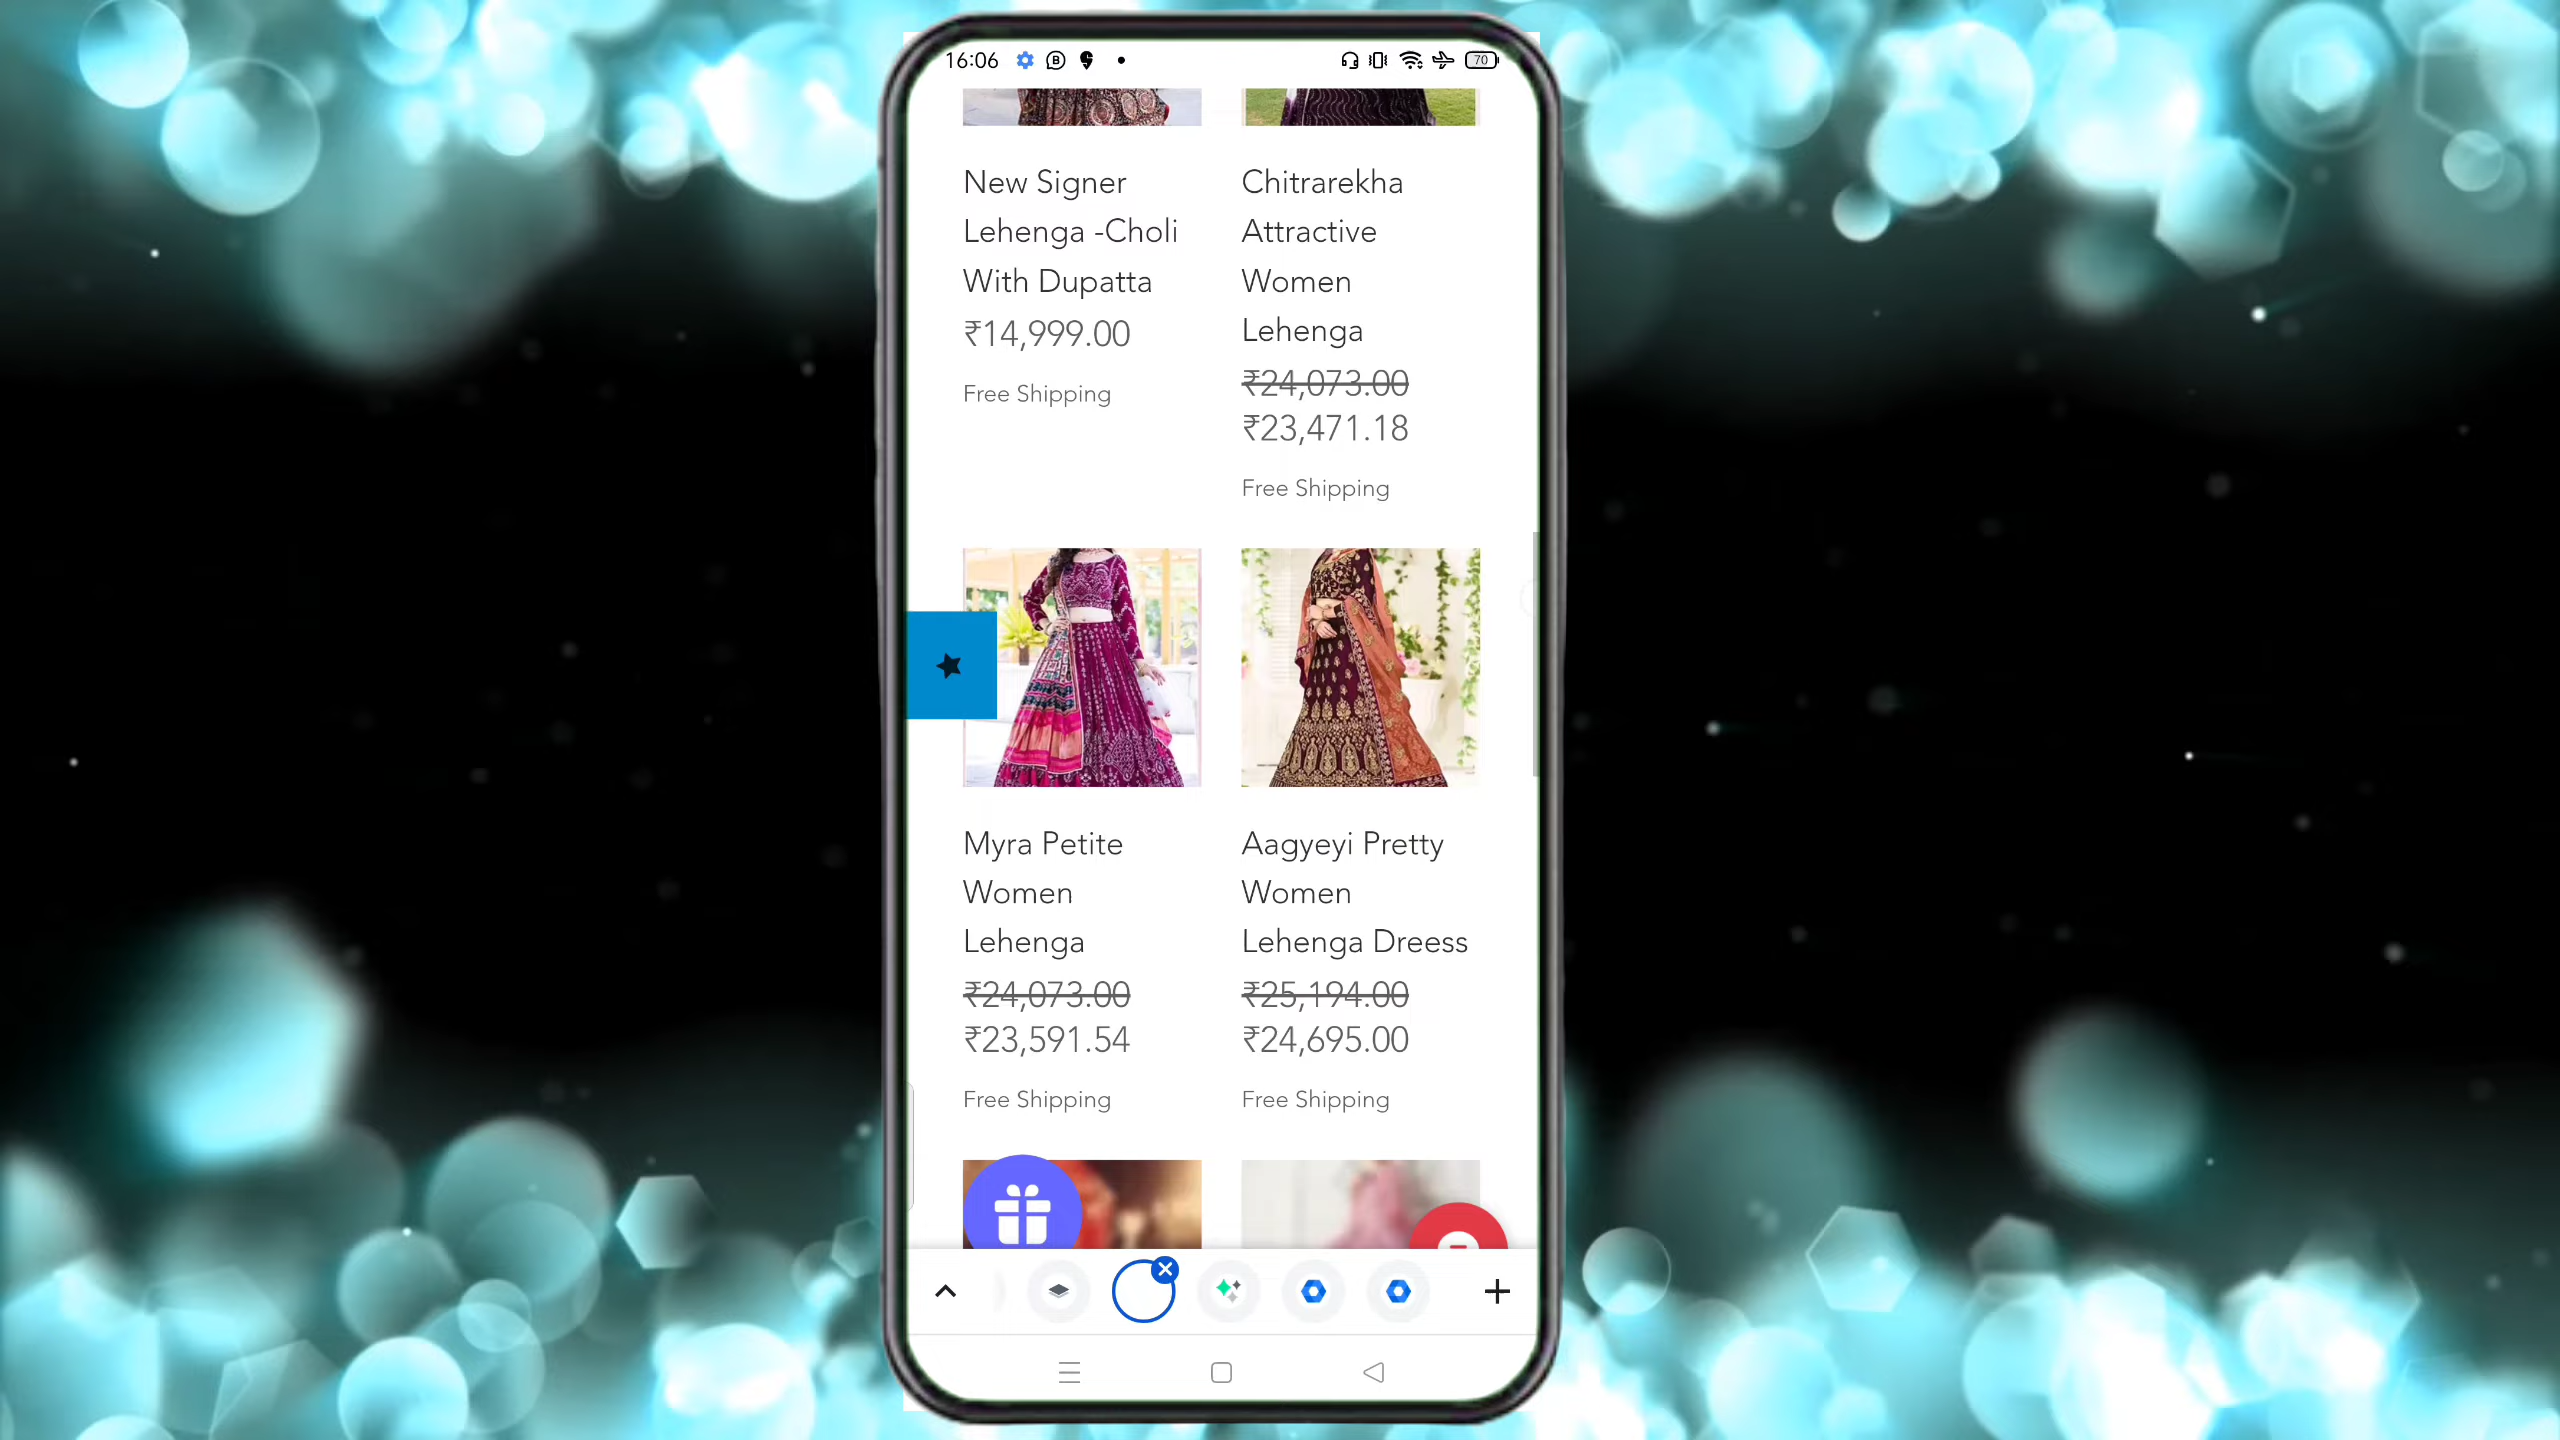 16:06
70
New Signer
Lehenga -Choli
With Dupatta
₹14,999.00
Free Shipping
Chitrarekha
Attractive
Women
Lehenga
₹24,073.00
₹23,471.18
Free Shipping
Myra Petite
Women
Lehenga
₹24,073.00
₹23,591.54
Free Shipping
Aagyeyi Pretty
Women
Lehenga Dreess
₹25,194.00
₹24,695.00
Free Shipping